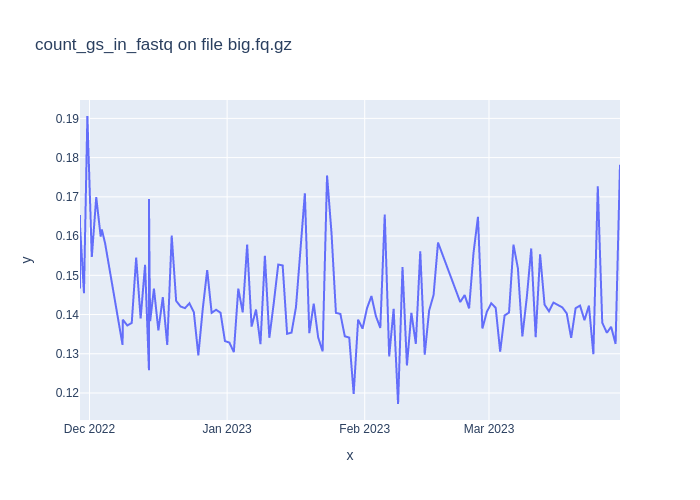 count_gs_in_fastq on file big.fq.gz
0.19
0.18
0.17
0.16
0.15
0.14
0.13
0.12
y
Dec 2022
Jan 2023
Feb 2023
Mar 2023
x